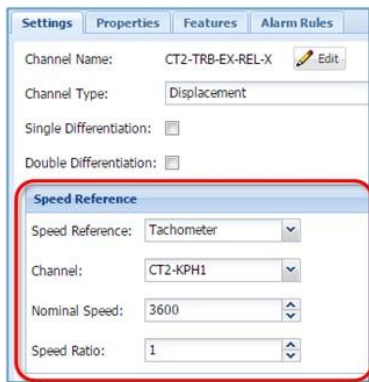 Settings Properties Features Alarm Rules
Channel Name: CT2-TRB-EX-REL-X Edit
Channel Type: Displacement
Single Differentiation:
Double Differentiation:
Speed Reference
Speed Reference: Tachometer
Channel: CT2-KPH1
Nominal Speed: 3600
Speed Ratio: 1